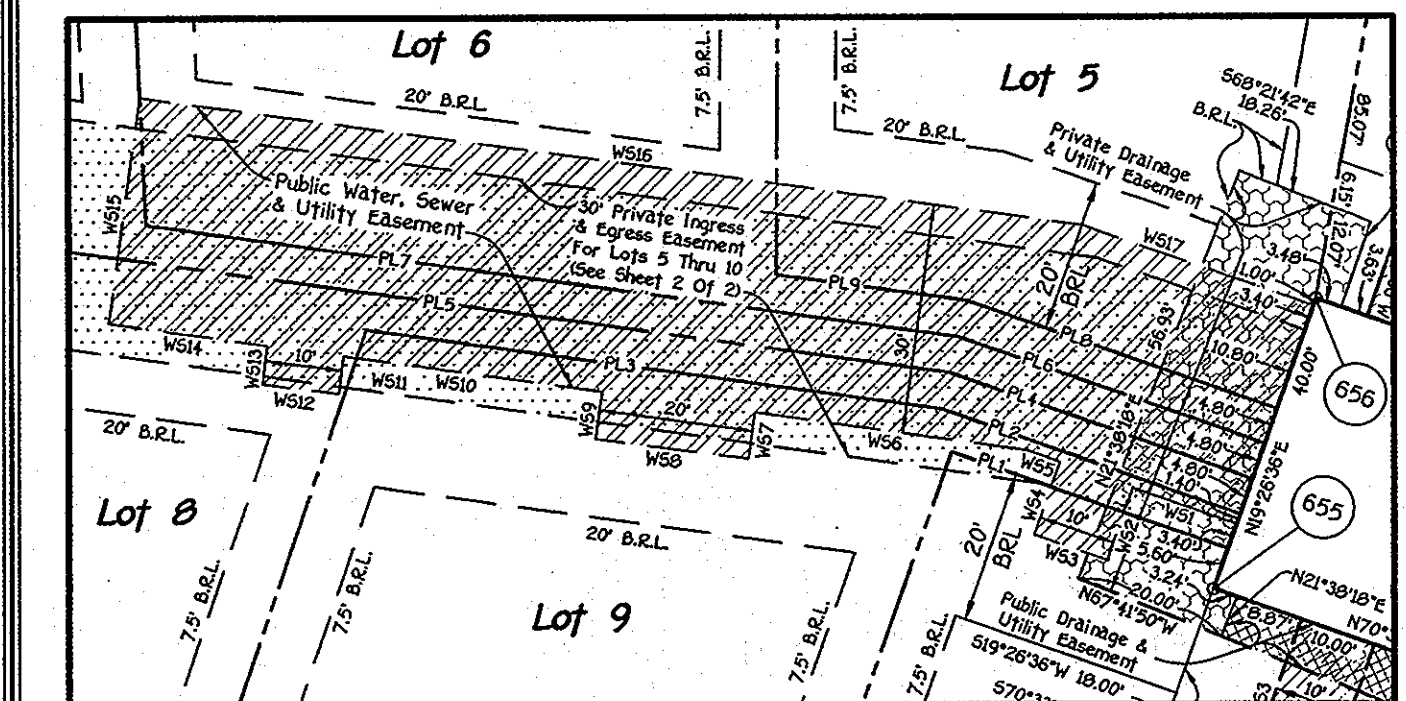 Lot 6
Lot 5
7.5' B.R.L.
7.5' B.R.L.
20' B.R.L.
20' B.R.L.
WS16
S68°21'42"E
18.25'
B.R.L.
85.07'
6.15'
12.07'
3.63'
Private Drainage
& Utility Easement
Public Water, Sewer
& Utility Easement
30' Private Ingress
& Egress Easement
For Lots 5 Thru 10
(See Sheet 2 Of 2)
WS15
WS17
20'
BRL
3.48'
1.00'
3.40'
10.80'
56.93'
40.00'
656
PL7
PL9
PL5
PL8
PL6
PL3
PL4
PL2
PL1
30'
4.80'
4.80'
4.80'
1.40'
WS1
3.40'
5.60'
3.24'
20.00'
N21°38'18"E
N19°26'36"E
655
WS14
WS13
10'
WS12
WS11
WS10
WS9
20'
WS8
WS7
WS6
WS5
WS4
10'
WS3
WS2
N67°41'50"W
20'
BRL
20' B.R.L.
Lot 8
7.5' B.R.L.
7.5' B.R.L.
20' B.R.L.
Lot 9
7.5' B.R.L.
7.5' B.R.L.
Public Drainage &
Utility Easement
N21°38'18"E
8.87'
10.00'
10'
S19°26'36"W 18.00'